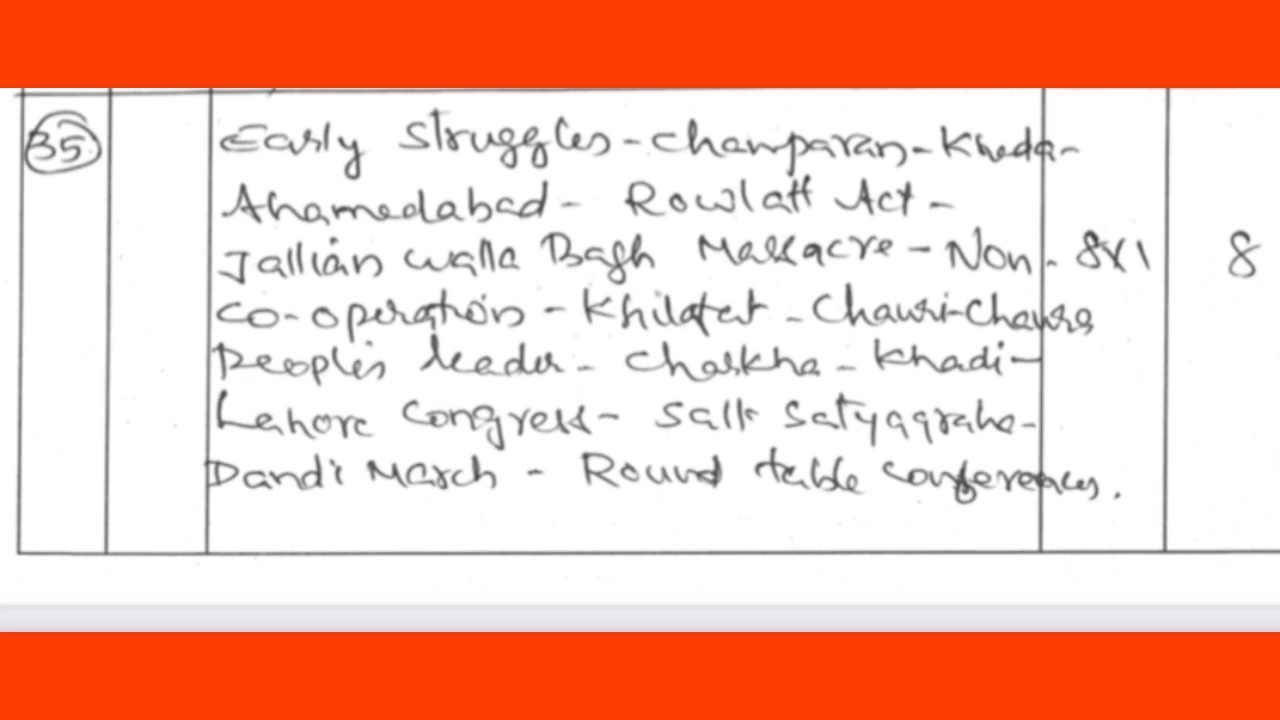 35 Early Struggles - Champaran - Kheda -
Ahamedabad - Rowlatt Act -
Jallian walla Bagh Massacre - Non - 8x1 8
co-operation - Khilafat - Chauri-Chaura
People's leader - Charkha - Khadi -
Lahore Congress - Salt Satyagraha -
Dandi March - Round table conferences.